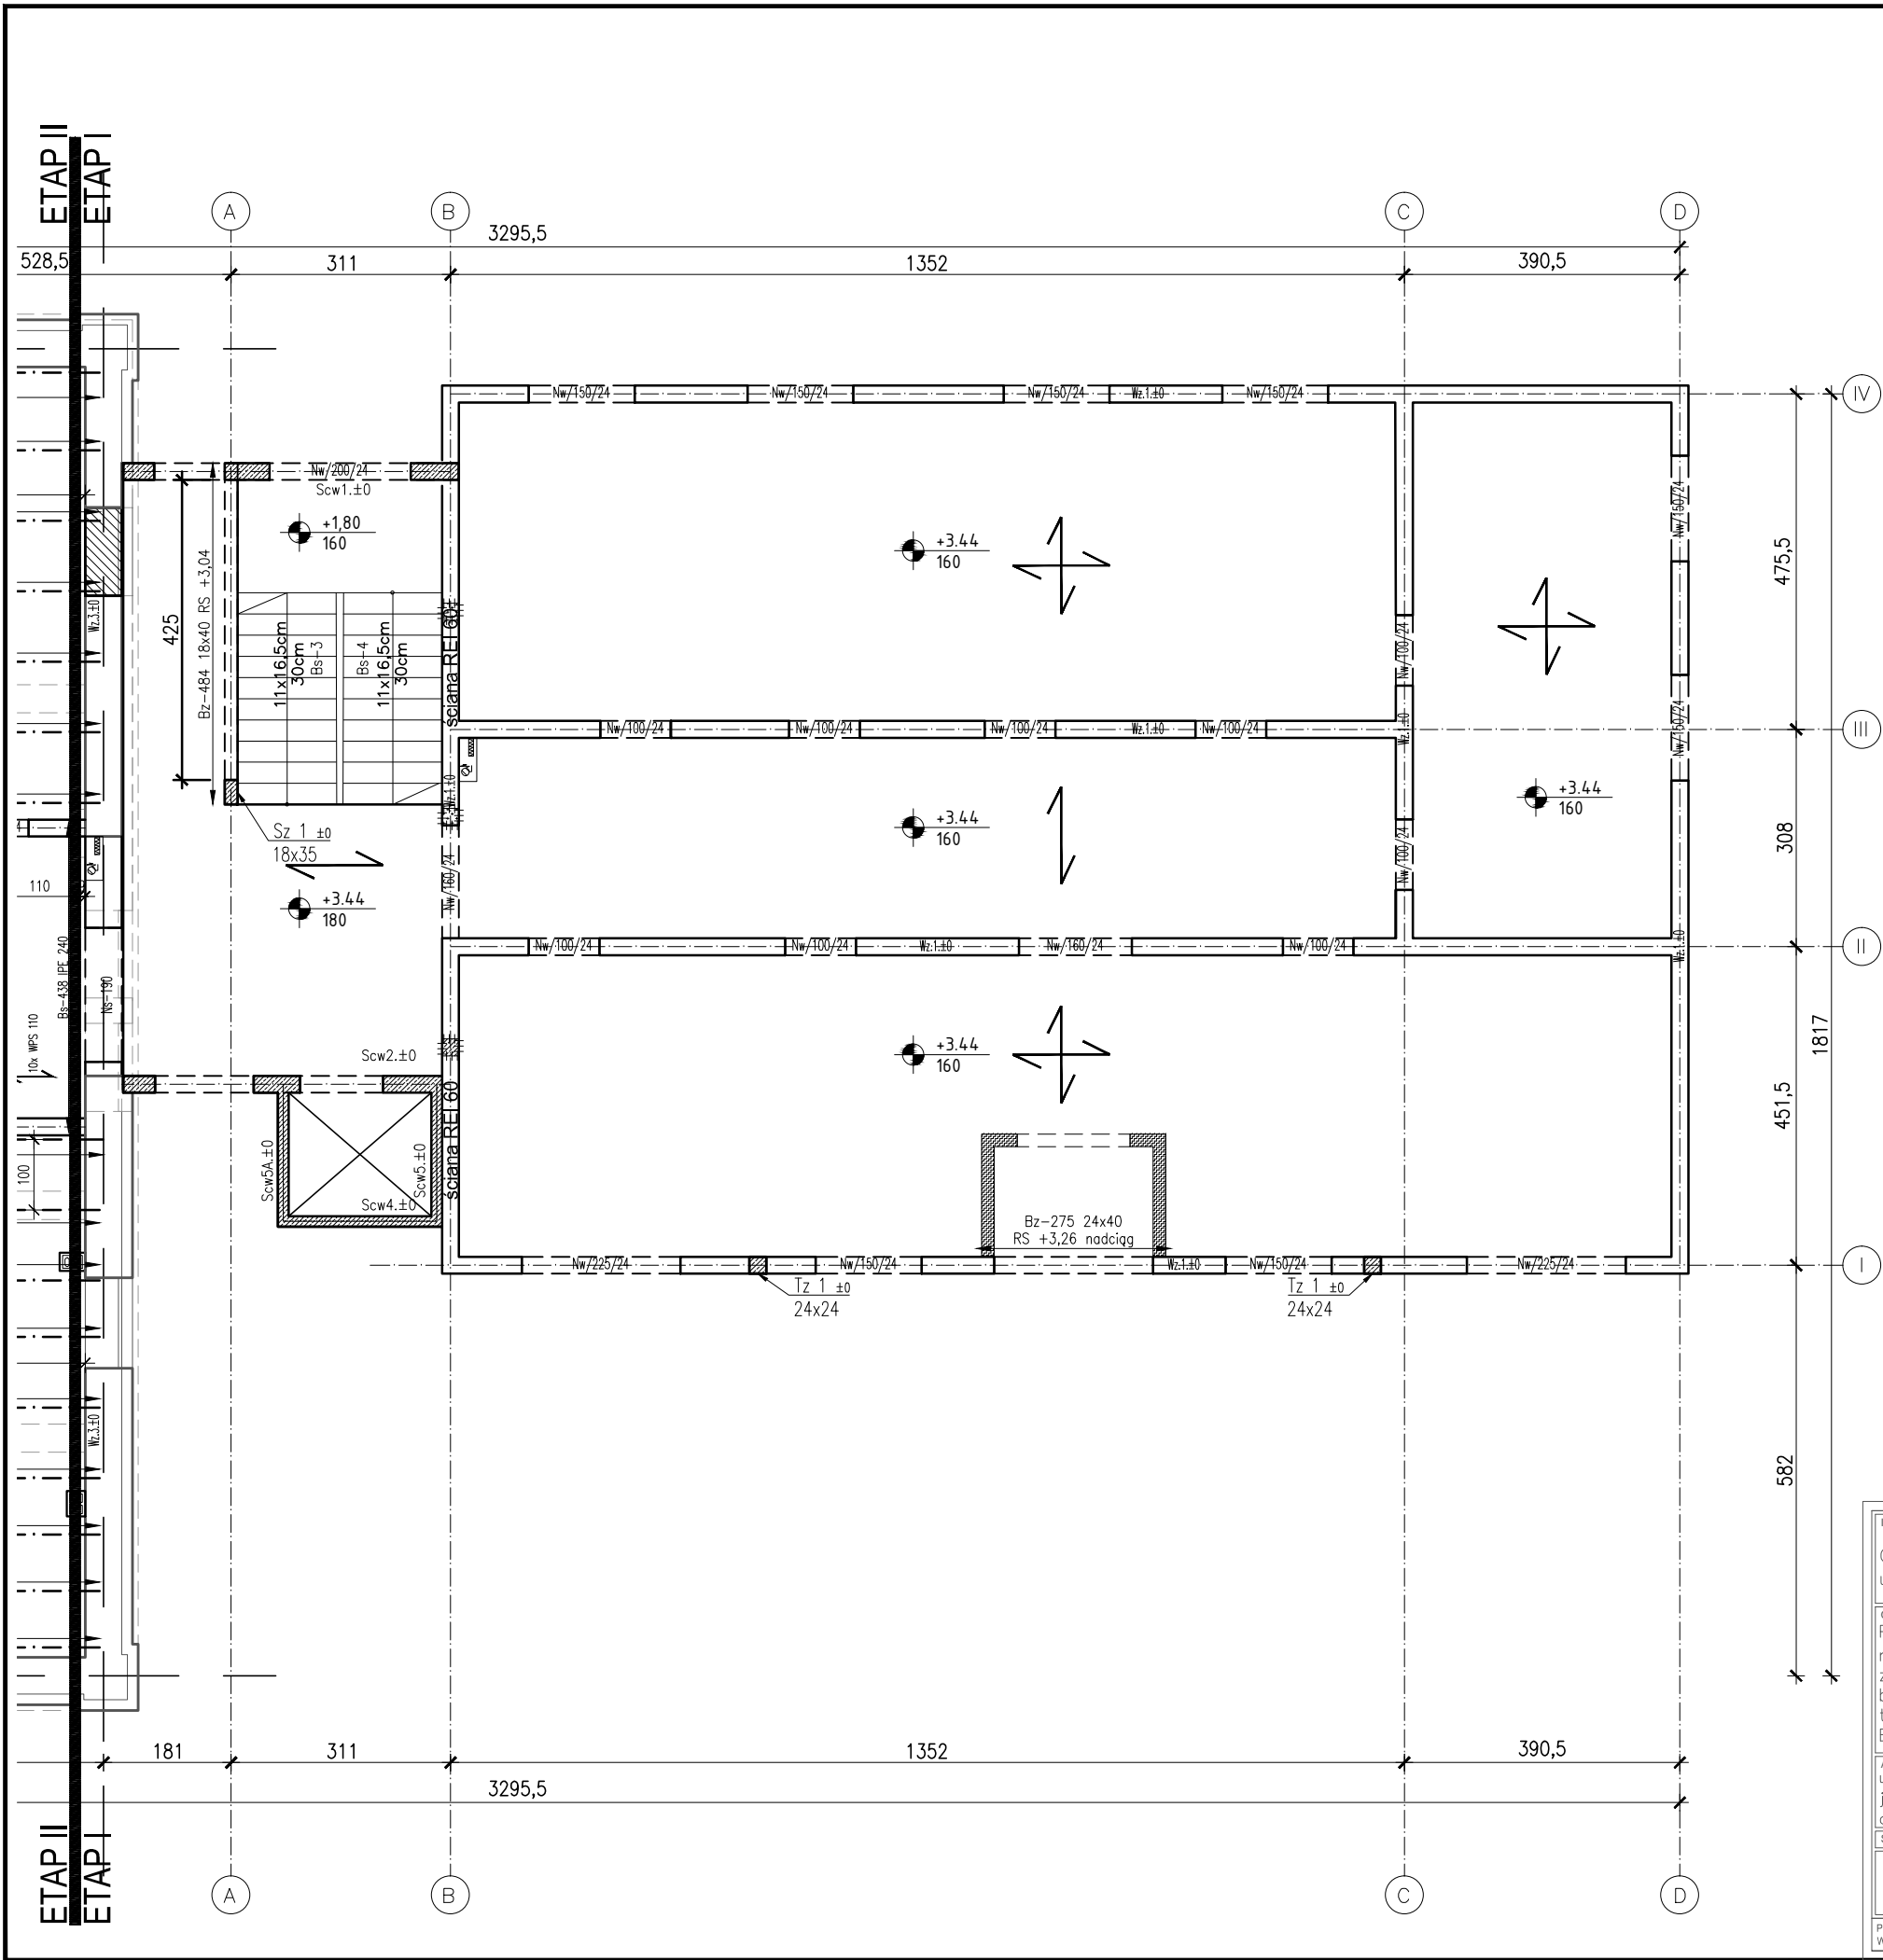 ETAP II
ETAP I
A
B
C
D
3295,5
528,5
311
1352
390,5
IV
Nw/150/24
Nw/150/24
Nw/150/24
Wz.1.±0
Nw/150/24
Nw/200/24
Scw1.±0
+1,80
160
+3.44
160
Nw/150/24
475,5
425
Bz-484 18x40 RS +3,04
Wz.3.±0
11x16,5cm
30cm
Bs-3
Bs-4
11x16,5cm
30cm
ściana REI 60
Nw/100/24
Nw/100/24
Nw/100/24
Nw/100/24
Wz.1.±0
Nw/100/24
Wz.1.±0
Nw/150/24
III
Wz.1.±0
+3.44
160
+3.44
160
Sz 1 ±0
18x35
308
Nw/100/24
110
Nw/160/24
+3.44
180
Nw/100/24
Nw/100/24
Wz.1.±0
Nw/160/24
Nw/100/24
Wz.1.±0
II
Bs-438 IPE 240
Ns-190
10x WPS 110
1817
Scw2.±0
+3.44
160
ściana REI 60
451,5
100
Scw5A.±0
Scw5.±0
Scw4.±0
Bz-275 24x40
RS +3,26 nadciąg
Nw/225/24
Nw/150/24
Wz.1.±0
Nw/150/24
Nw/225/24
I
Tz 1 ±0
24x24
Tz 1 ±0
24x24
Wz.3.±0
582
181
311
1352
390,5
3295,5
ETAP II
ETAP I
A
B
C
D